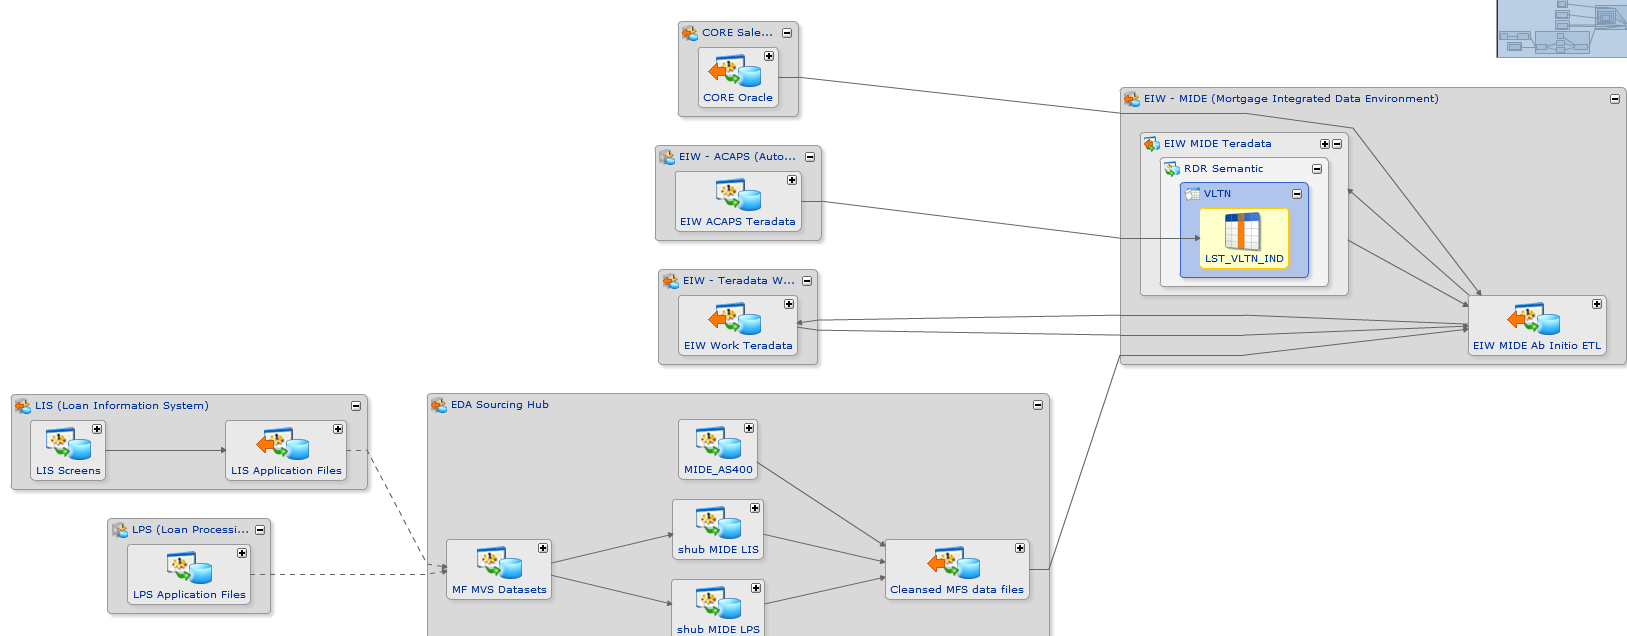 CORE Sale...
CORE Oracle
EIW - MIDE (Mortgage Integrated Data Environment)
EIW MIDE Teradata
RDR Semantic
VLTN
LST_VLTN_IND
EIW - ACAPS (Auto...
EIW ACAPS Teradata
EIW - Teradata W...
EIW Work Teradata
EIW MIDE Ab Initio ETL
LIS (Loan Information System)
LIS Screens
LIS Application Files
EDA Sourcing Hub
MIDE_AS400
shub MIDE LIS
LPS (Loan Processi...
LPS Application Files
MF MVS Datasets
Cleansed MFS data files
shub MIDE LPS